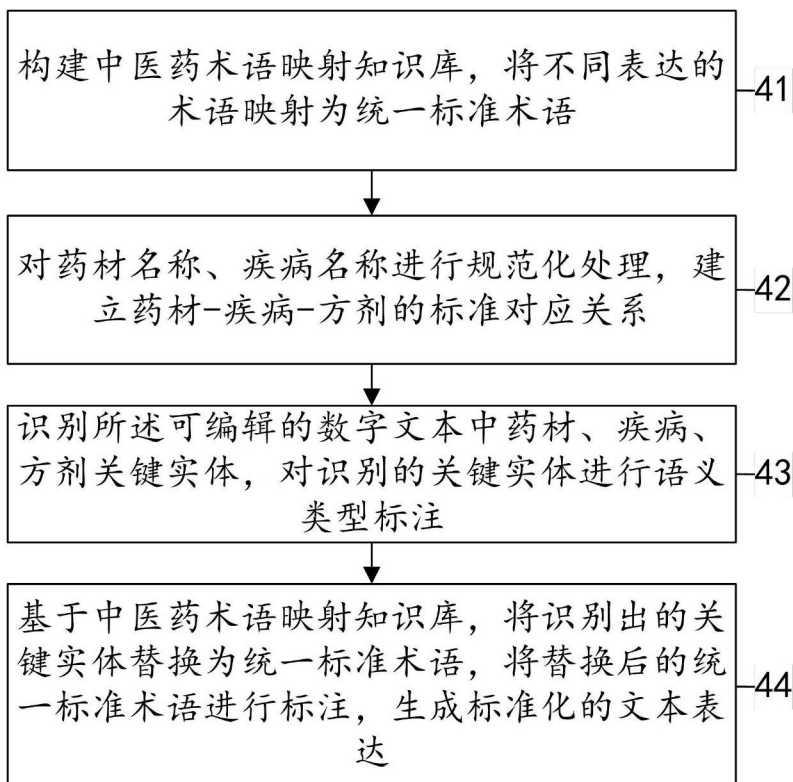 构建中医药术语映射知识库，将不同表达的
术语映射为统一标准术语
41
对药材名称、疾病名称进行规范化处理，建
立药材-疾病-方剂的标准对应关系
42
识别所述可编辑的数字文本中药材、疾病、
方剂关键实体，对识别的关键实体进行语义
类型标注
43
基于中医药术语映射知识库，将识别出的关
键实体替换为统一标准术语，将替换后的统
一标准术语进行标注，生成标准化的文本表
达
44